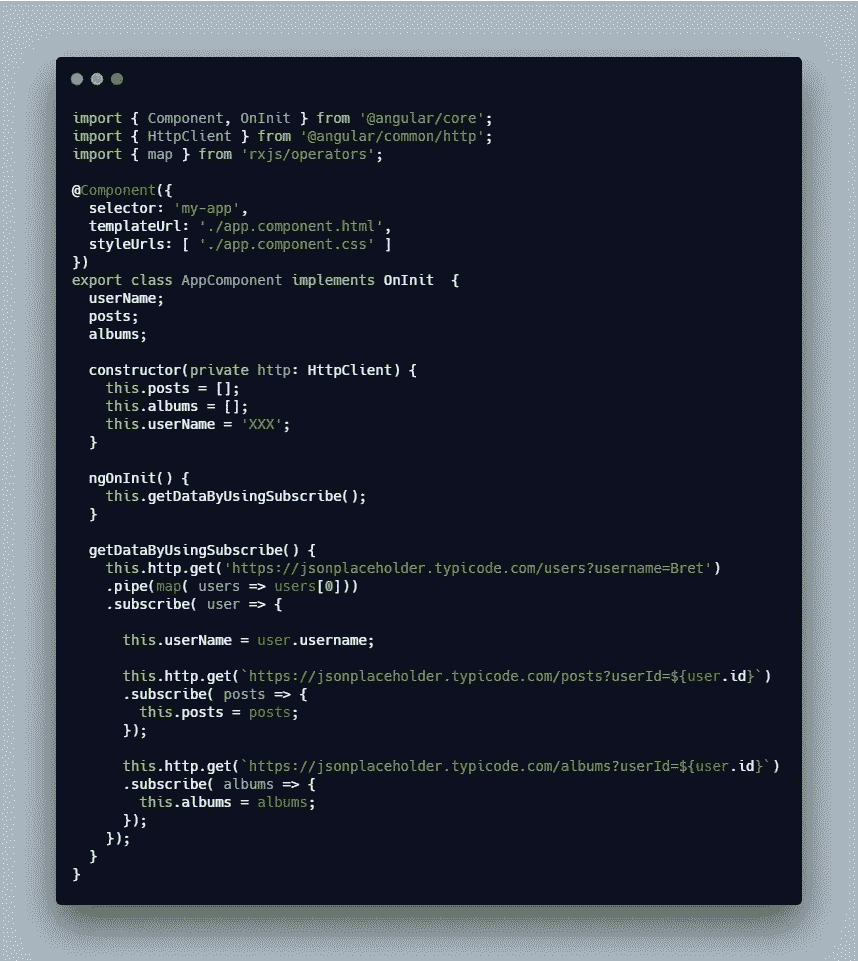 import { Component, OnInit } from '@angular/core';
import { HttpClient } from '@angular/common/http';
import { map } from 'rxjs/operators';

@Component({
  selector: 'my-app',
  templateUrl: './app.component.html',
  styleUrls: [ './app.component.css' ]
})
export class AppComponent implements OnInit  {
  userName;
  posts;
  albums;

  constructor(private http: HttpClient) {
    this.posts = [];
    this.albums = [];
    this.userName = 'XXX';
  }

  ngOnInit() {
    this.getDataByUsingSubscribe();
  }

  getDataByUsingSubscribe() {
    this.http.get('https://jsonplaceholder.typicode.com/users?username=Bret')
    .pipe(map( users => users[0]))
    .subscribe( user => {

      this.userName = user.username;

      this.http.get(`https://jsonplaceholder.typicode.com/posts?userId=${user.id}`)
      .subscribe( posts => {
        this.posts = posts;
      });

      this.http.get(`https://jsonplaceholder.typicode.com/albums?userId=${user.id}`)
      .subscribe( albums => {
        this.albums = albums;
      });
    });
  }
}